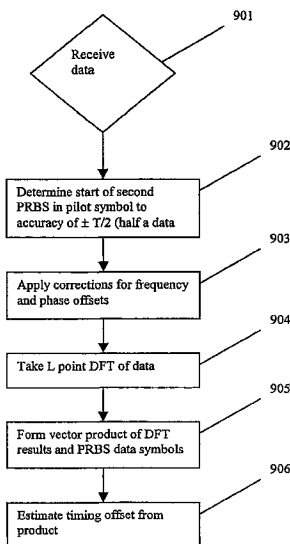 901
Receive
data
902
Determine start of second
PRBS in pilot symbol to
accuracy of ± T/2 (half a data
903
Apply corrections for frequency
and phase offsets
904
Take L point DFT of data
905
Form vector product of DFT
results and PRBS data symbols
906
Estimate timing offset from
product